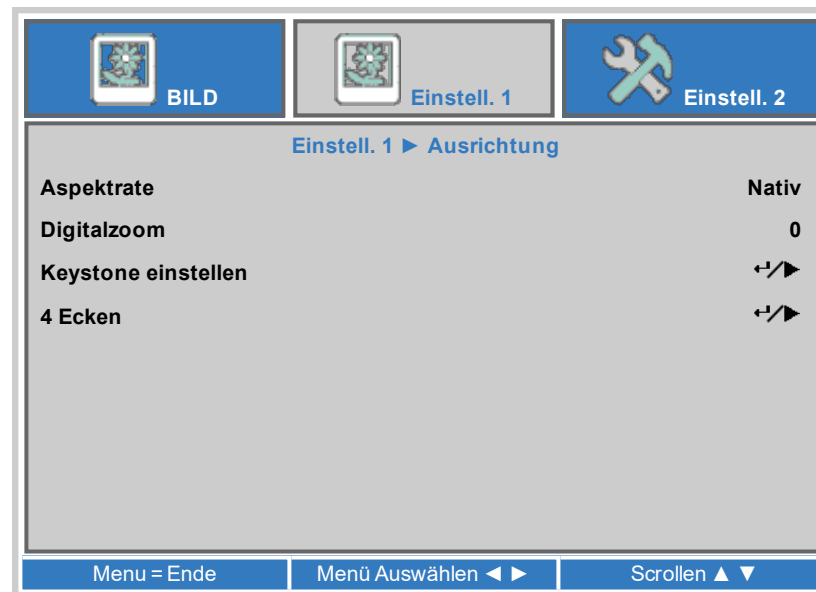 BILD
Einstell. 1
Einstell. 2
Einstell. 1 ► Ausrichtung
Aspektrate Nativ
Digitalzoom 0
Keystone einstellen ↵/►
4 Ecken ↵/►
Menu = Ende Menü Auswählen ◄ ► Scrollen ▲ ▼